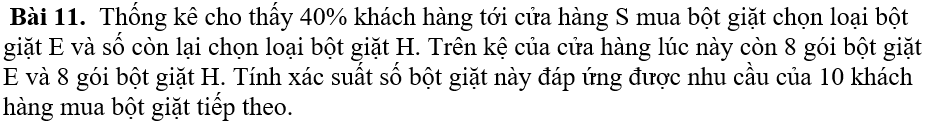 Bài 11. Thống kê cho thấy 40% khách hàng tới cửa hàng S mua bột giặt chọn loại bột
giặt E và số còn lại chọn loại bột giặt H. Trên kệ của cửa hàng lúc này còn 8 gói bột giặt
E và 8 gói bột giặt H. Tính xác suất số bột giặt này đáp ứng được nhu cầu của 10 khách
hàng mua bột giặt tiếp theo.